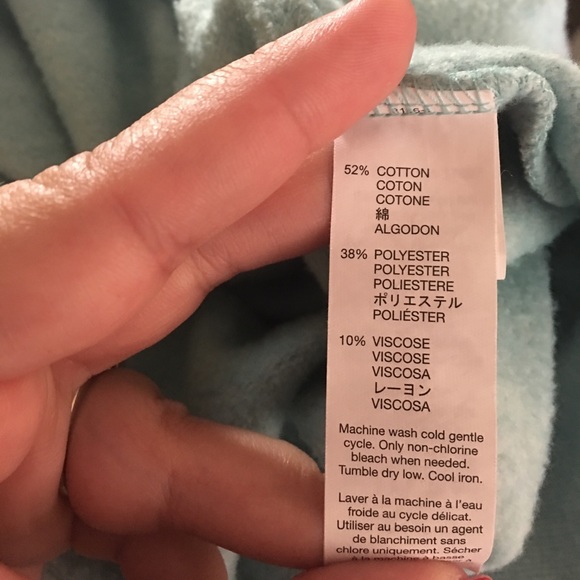 52% COTTON
COTON
COTONE
綿
ALGODON
38% POLYESTER
POLYESTER
POLIESTERE
ポリエステル
POLIÉSTER
10% VISCOSE
VISCOSE
VISCOSA
レーヨン
VISCOSA
Machine wash cold gentle
cycle. Only non-chlorine
bleach when needed.
Tumble dry low. Cool iron.
Laver à la machine à l'eau
froide au cycle délicat.
Utiliser au besoin un agent
de blanchiment sans
chlore uniquement. Sécher